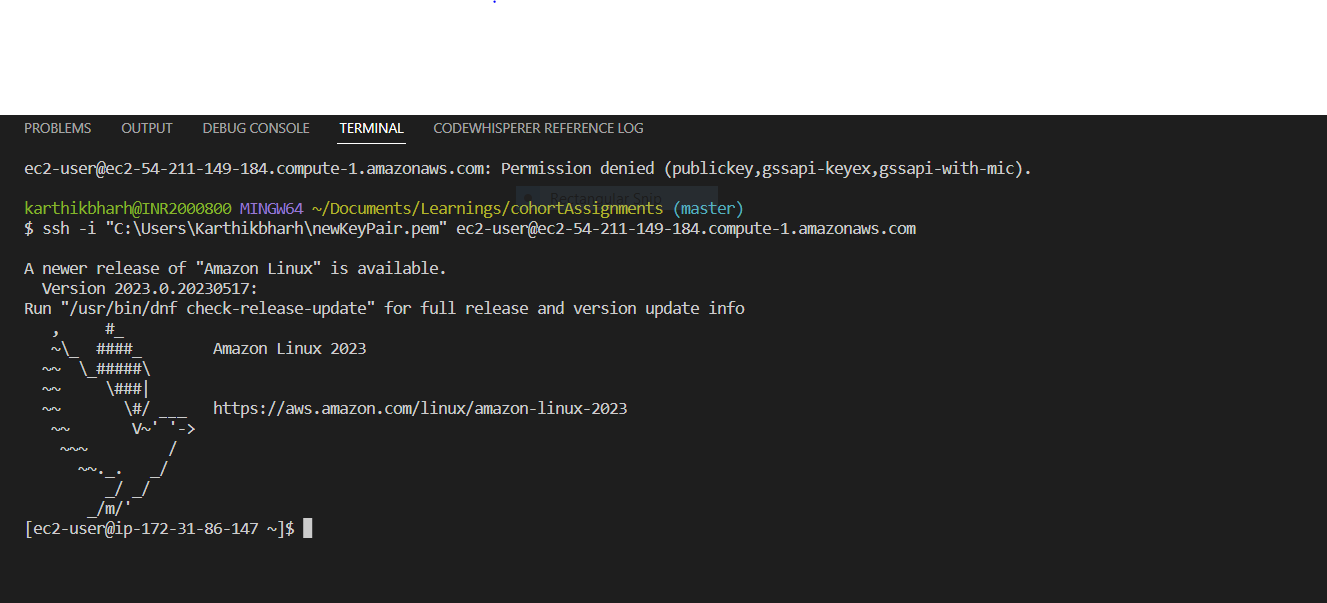 PROBLEMS OUTPUT DEBUG CONSOLE TERMINAL CODEWHISPERER REFERENCE LOG
ec2-user@ec2-54-211-149-184.compute-1.amazonaws.com: Permission denied (publickey,gssapi-keyex,gssapi-with-mic).
karthikbharh@INR2000800 MINGW64 ~/Documents/Learnings/cohortAssignments (master)
$ ssh -i "C:\Users\Karthikbharh\newKeyPair.pem" ec2-user@ec2-54-211-149-184.compute-1.amazonaws.com
A newer release of "Amazon Linux" is available.
  Version 2023.0.20230517:
Run "/usr/bin/dnf check-release-update" for full release and version update info
   ,     #_
   ~\_  ####_        Amazon Linux 2023
  ~~  \_#####\
  ~~     \###|
  ~~       \#/ ___   https://aws.amazon.com/linux/amazon-linux-2023
   ~~       V~' '->
    ~~~         /
      ~~._.   _/
         _/ _/
       _/m/'
[ec2-user@ip-172-31-86-147 ~]$